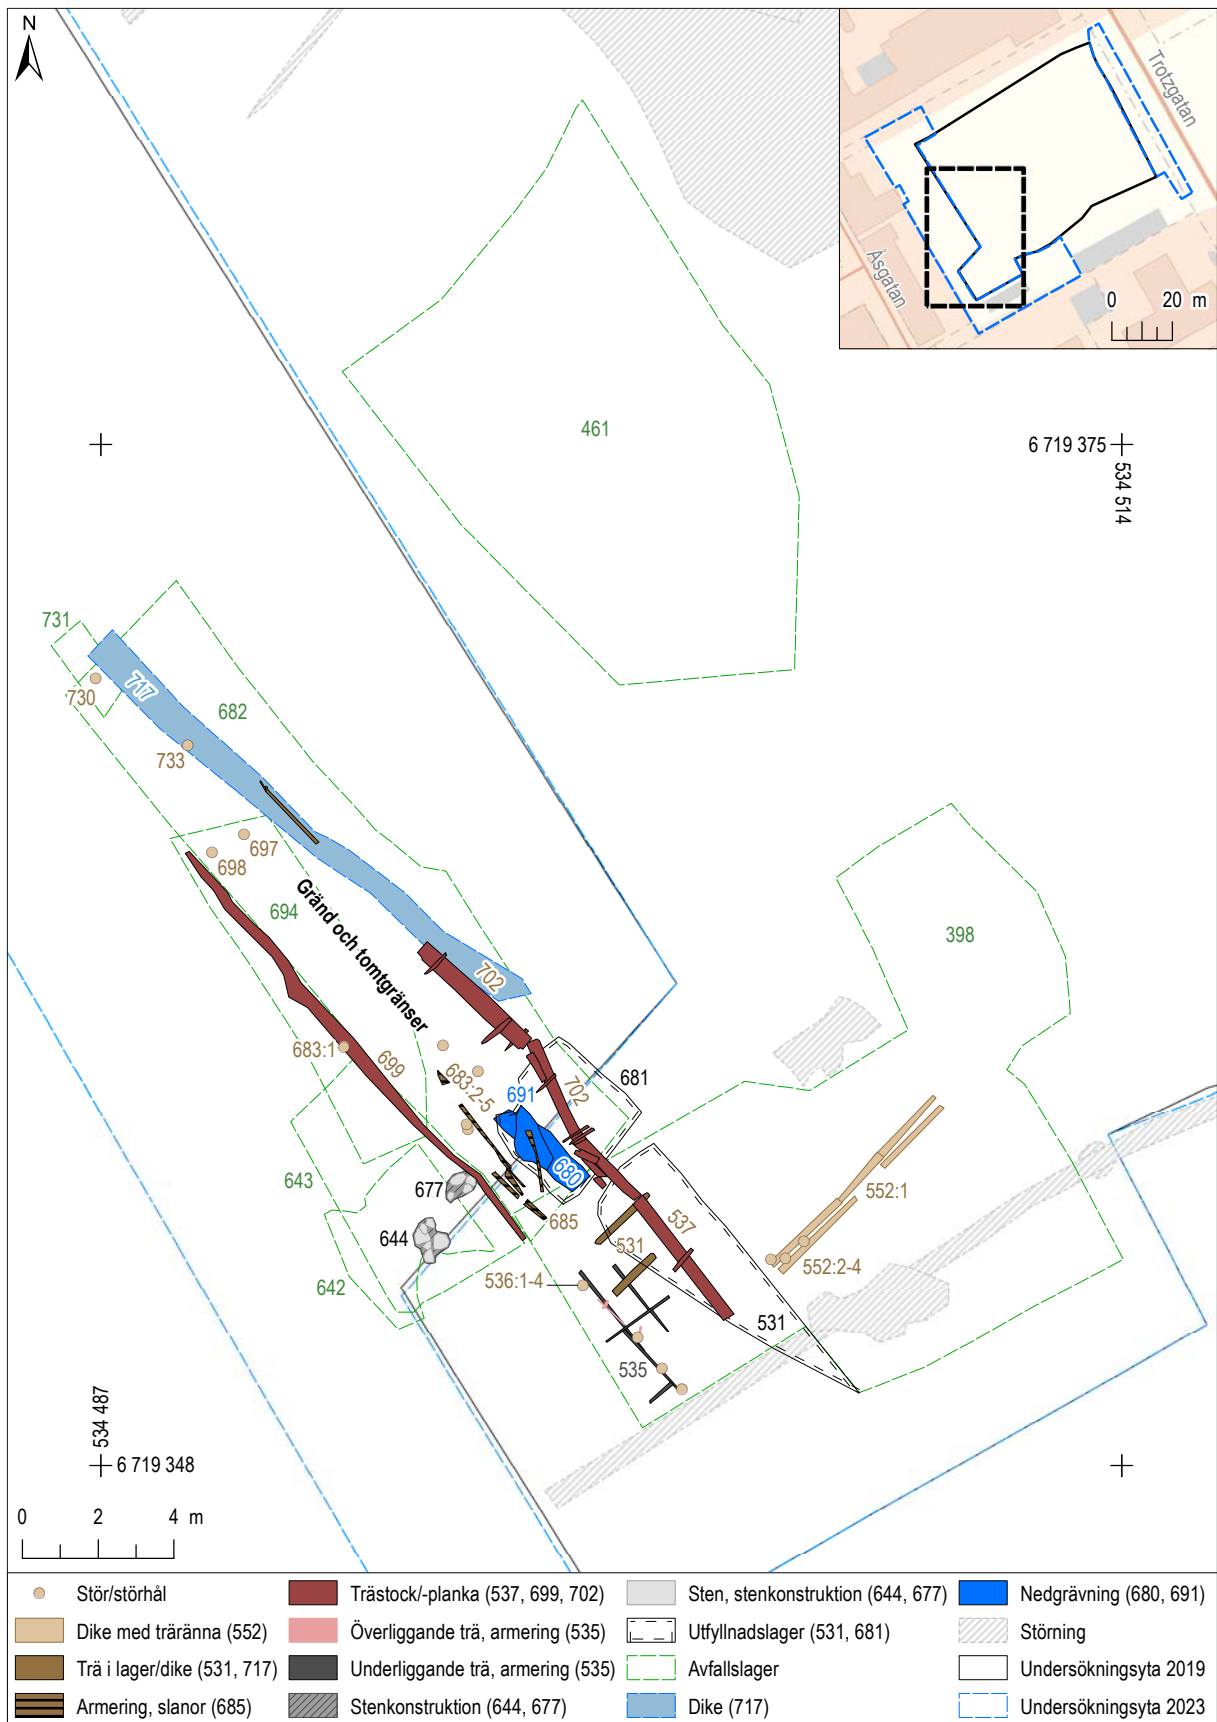 N
Trotzgatan
Åsgatan
0 20 m
461
6 719 375
534 514
731
730
717
682
733
697
698
694
Gränd och tomtgränser
398
702
683:1
699
683:2-5
702
681
691
680
643
677
552:1
685
537
644
531
552:2-4
642
536:1-4
531
535
534 487
6 719 348
0 2 4 m
Stör/störhål
Dike med träränna (552)
Trä i lager/dike (531, 717)
Armering, slanor (685)
Trästock/-planka (537, 699, 702)
Överliggande trä, armering (535)
Underliggande trä, armering (535)
Stenkonstruktion (644, 677)
Sten, stenkonstruktion (644, 677)
Utfyllnadslager (531, 681)
Avfallslager
Dike (717)
Nedgrävning (680, 691)
Störning
Undersökningsyta 2019
Undersökningsyta 2023